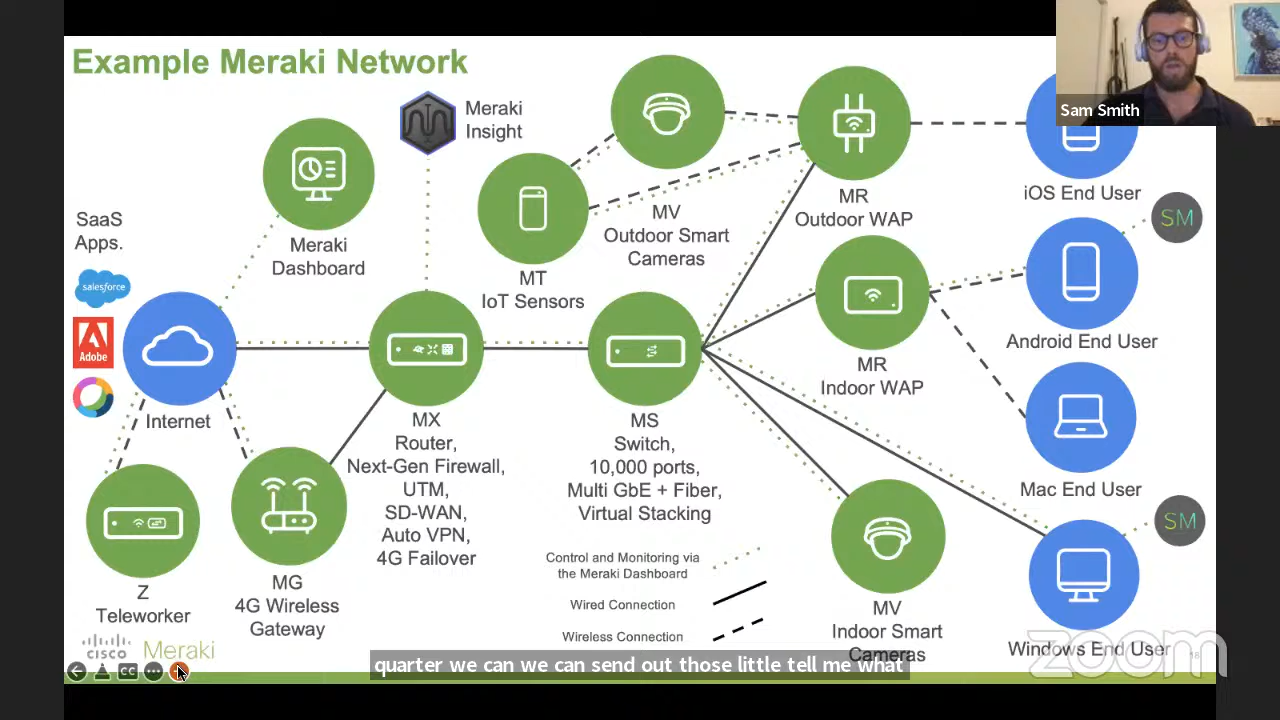 Example Meraki Network
Meraki
Insight
Sam Smith
SaaS
Apps.
salesforce
Adobe
Meraki
Dashboard
MT
IoT Sensors
MV
Outdoor Smart
Cameras
MR
Outdoor WAP
iOS End User
SM
Internet
MX
Router,
Next-Gen Firewall,
UTM,
SD-WAN,
Auto VPN,
4G Failover
MS
Switch,
10,000 ports,
Multi GbE + Fiber,
Virtual Stacking
MR
Indoor WAP
Android End User
Mac End User
SM
Z
Teleworker
MG
4G Wireless
Gateway
Control and Monitoring via
the Meraki Dashboard
Wired Connection
Wireless Connection
MV
Indoor Smart
Cameras
Windows End User
cisco Meraki
CC
quarter we can we can send out those little tell me what
zoom
18